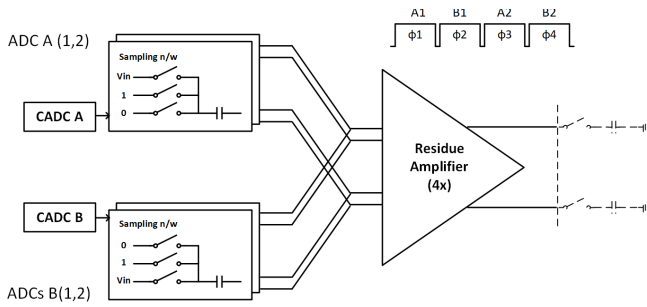 A1 B1 A2 B2
ϕ1 ϕ2 ϕ3 ϕ4
ADC A (1,2)
Sampling n/w
Vin
1
0
CADC A
Residue
Amplifier
(4x)
CADC B
Sampling n/w
0
1
Vin
ADCs B(1,2)